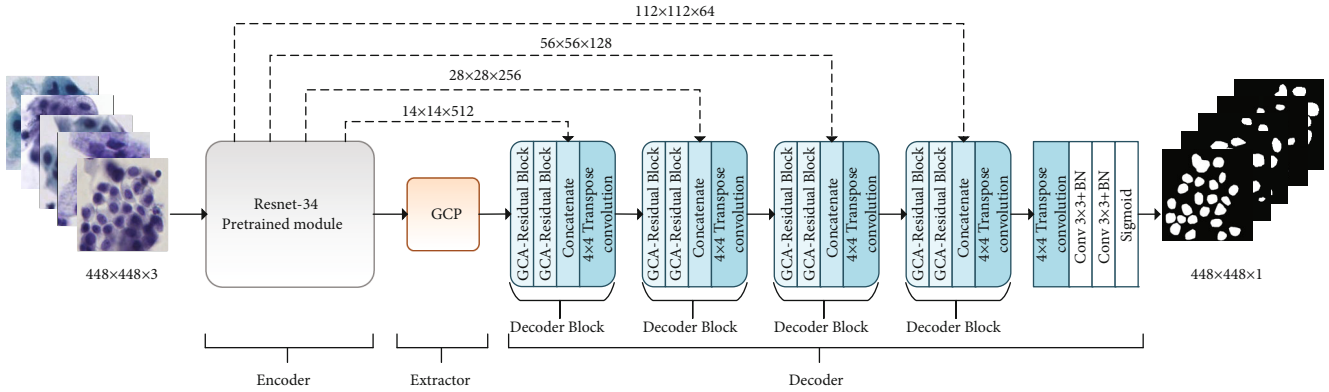 112×112×64
56×56×128
28×28×256
14×14×512
448×448×3
Resnet-34
Pretrained module
GCP
GCA-Residual Block
GCA-Residual Block
Concatenate
4×4 Transpose
convolution
GCA-Residual Block
GCA-Residual Block
Concatenate
4×4 Transpose
convolution
GCA-Residual Block
GCA-Residual Block
Concatenate
4×4 Transpose
convolution
GCA-Residual Block
GCA-Residual Block
Concatenate
4×4 Transpose
convolution
4×4 Transpose
Conv 3×3+BN
Conv 3×3+BN
Sigmoid
448×448×1
Decoder Block
Decoder Block
Decoder Block
Decoder Block
Encoder
Extractor
Decoder